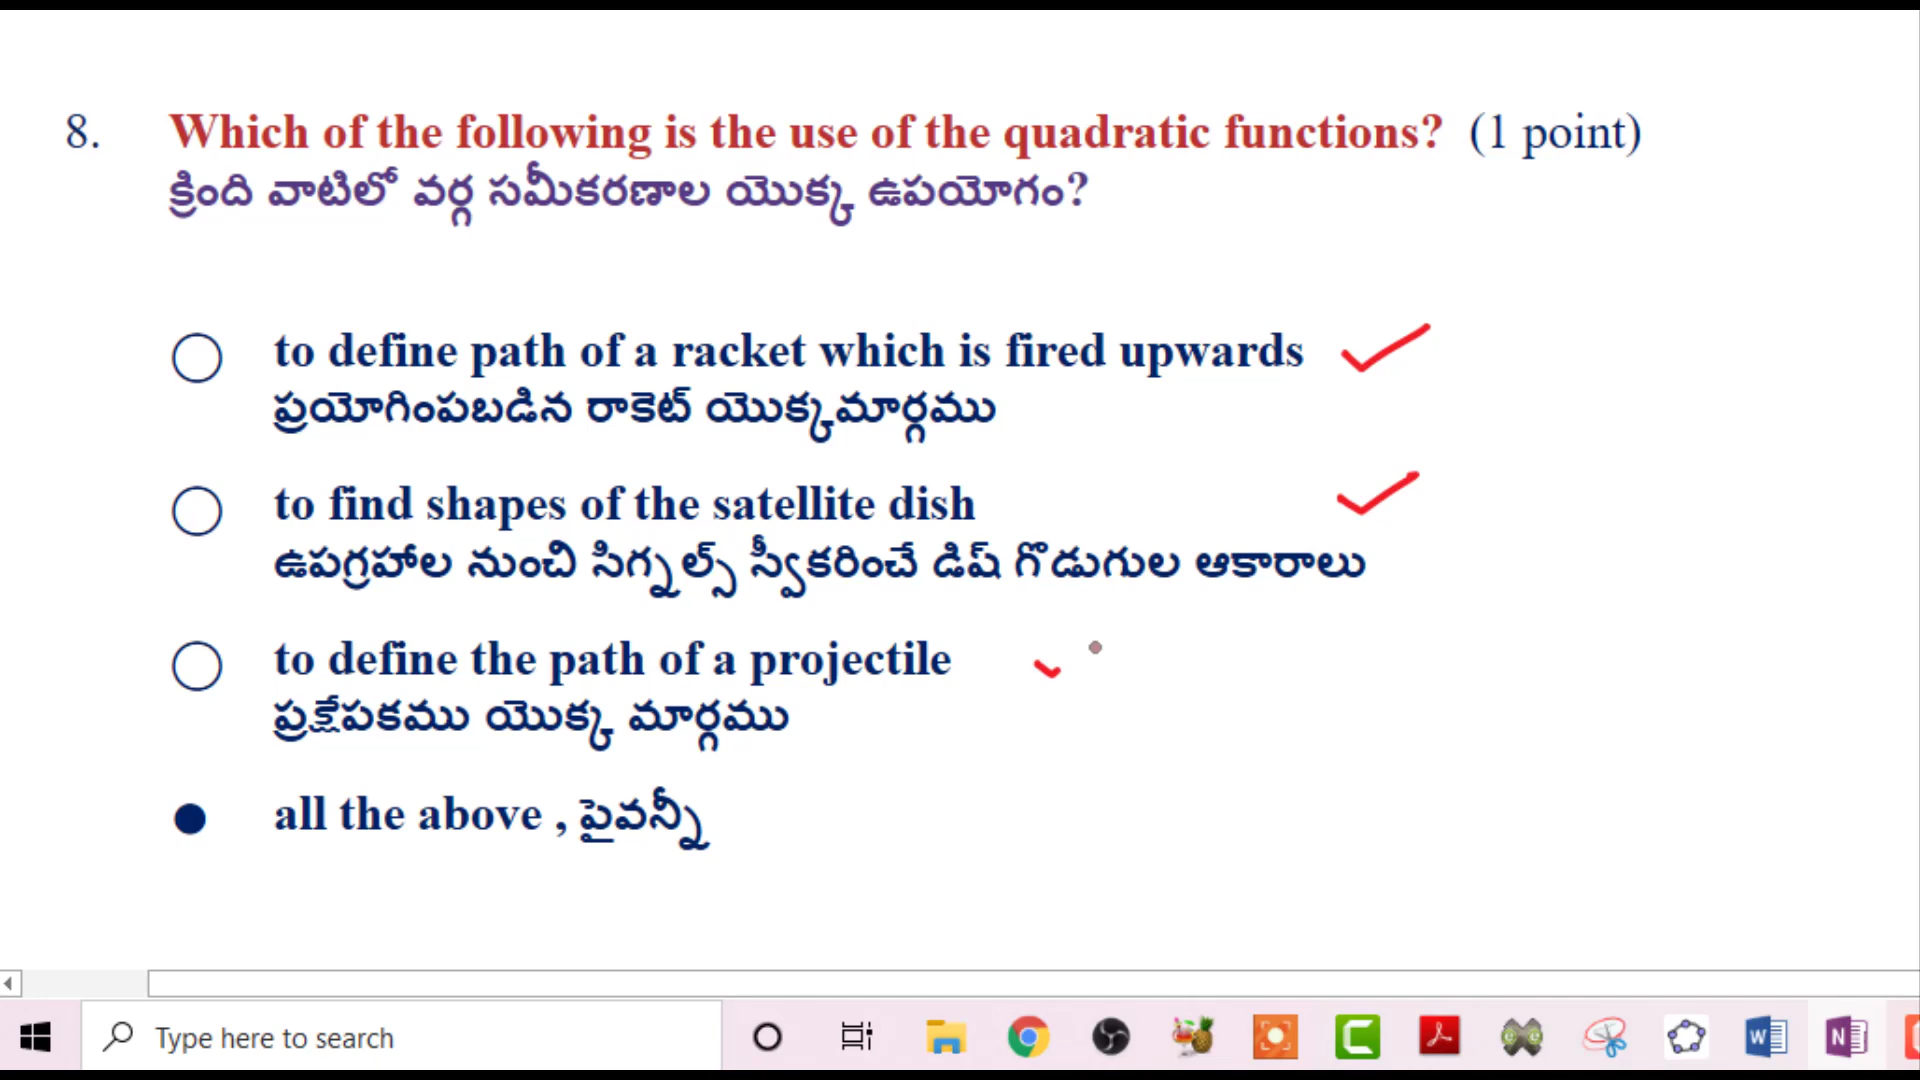 8. Which of the following is the use of the quadratic functions? (1 point)
క్రింది వాటిలో వర్గ సమీకరణాల యొక్క ఉపయోగం?
to define path of a racket which is fired upwards
ప్రయోగింపబడిన రాకెట్ యొక్కమార్గము
to find shapes of the satellite dish
ఉపగ్రహాల నుంచి సిగ్నల్స్ స్వీకరించే డిష్ గొడుగుల ఆకారాలు
to define the path of a projectile
ప్రక్షేపకము యొక్క మార్గము
all the above , పైవన్నీ
Type here to search